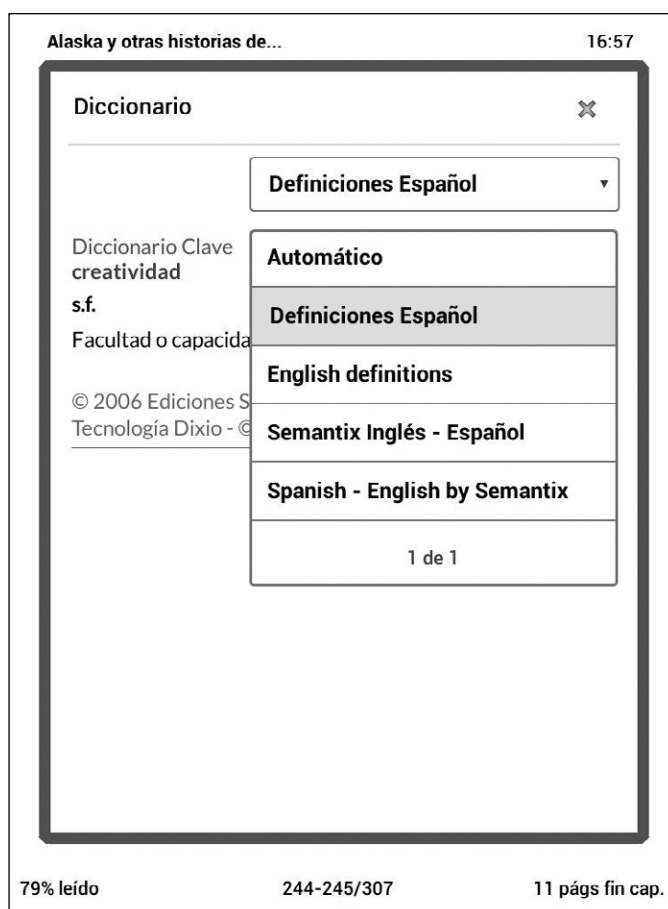 Alaska y otras historias de... 16:57
Diccionario
Definiciones Español
Diccionario Clave
creatividad
s.f.
Facultad o capacida
© 2006 Ediciones S
Tecnología Dixio - ©
Automático
Definiciones Español
English definitions
Semantix Inglés - Español
Spanish - English by Semantix
1 de 1
79% leído 244-245/307 11 págs fin cap.